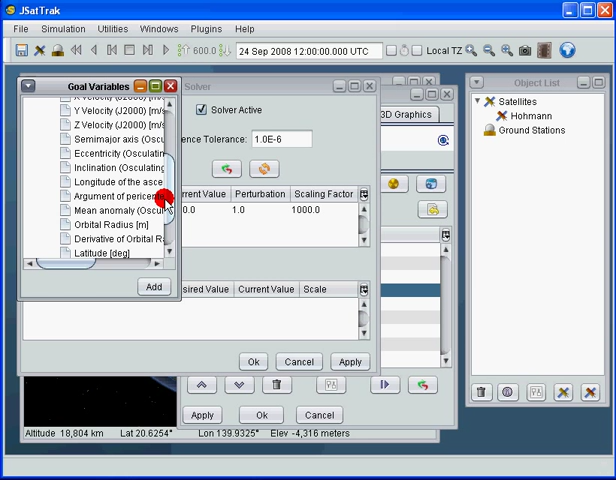 JSatTrak
File Simulation Utilities Windows Plugins Help
600.0 24 Sep 2008 12:00:00.000 UTC Local TZ
Goal Variables
Solver
Object List
Solver Active
3D Graphics
ence Tolerance: 1.0E-6
Satellites
Hohmann
Ground Stations
Y Velocity (J2000) [m/s
Z Velocity (J2000) [m/s
Semimajor axis (Oscu
Eccentricity (Osculatin
Inclination (Osculating
Longitude of the asce
Argument of pericen
Mean anomaly (Oscu
Orbital Radius [m]
Derivative of Orbital Ra
Latitude [deg]
Add
rrent Value Perturbation Scaling Factor
0.0 1.0 1000.0
sired Value Current Value Scale
Ok Cancel Apply
Apply Ok Cancel
Altitude 18,804 km Lat 20.6254° Lon 139.9325° Elev -4,316 meters